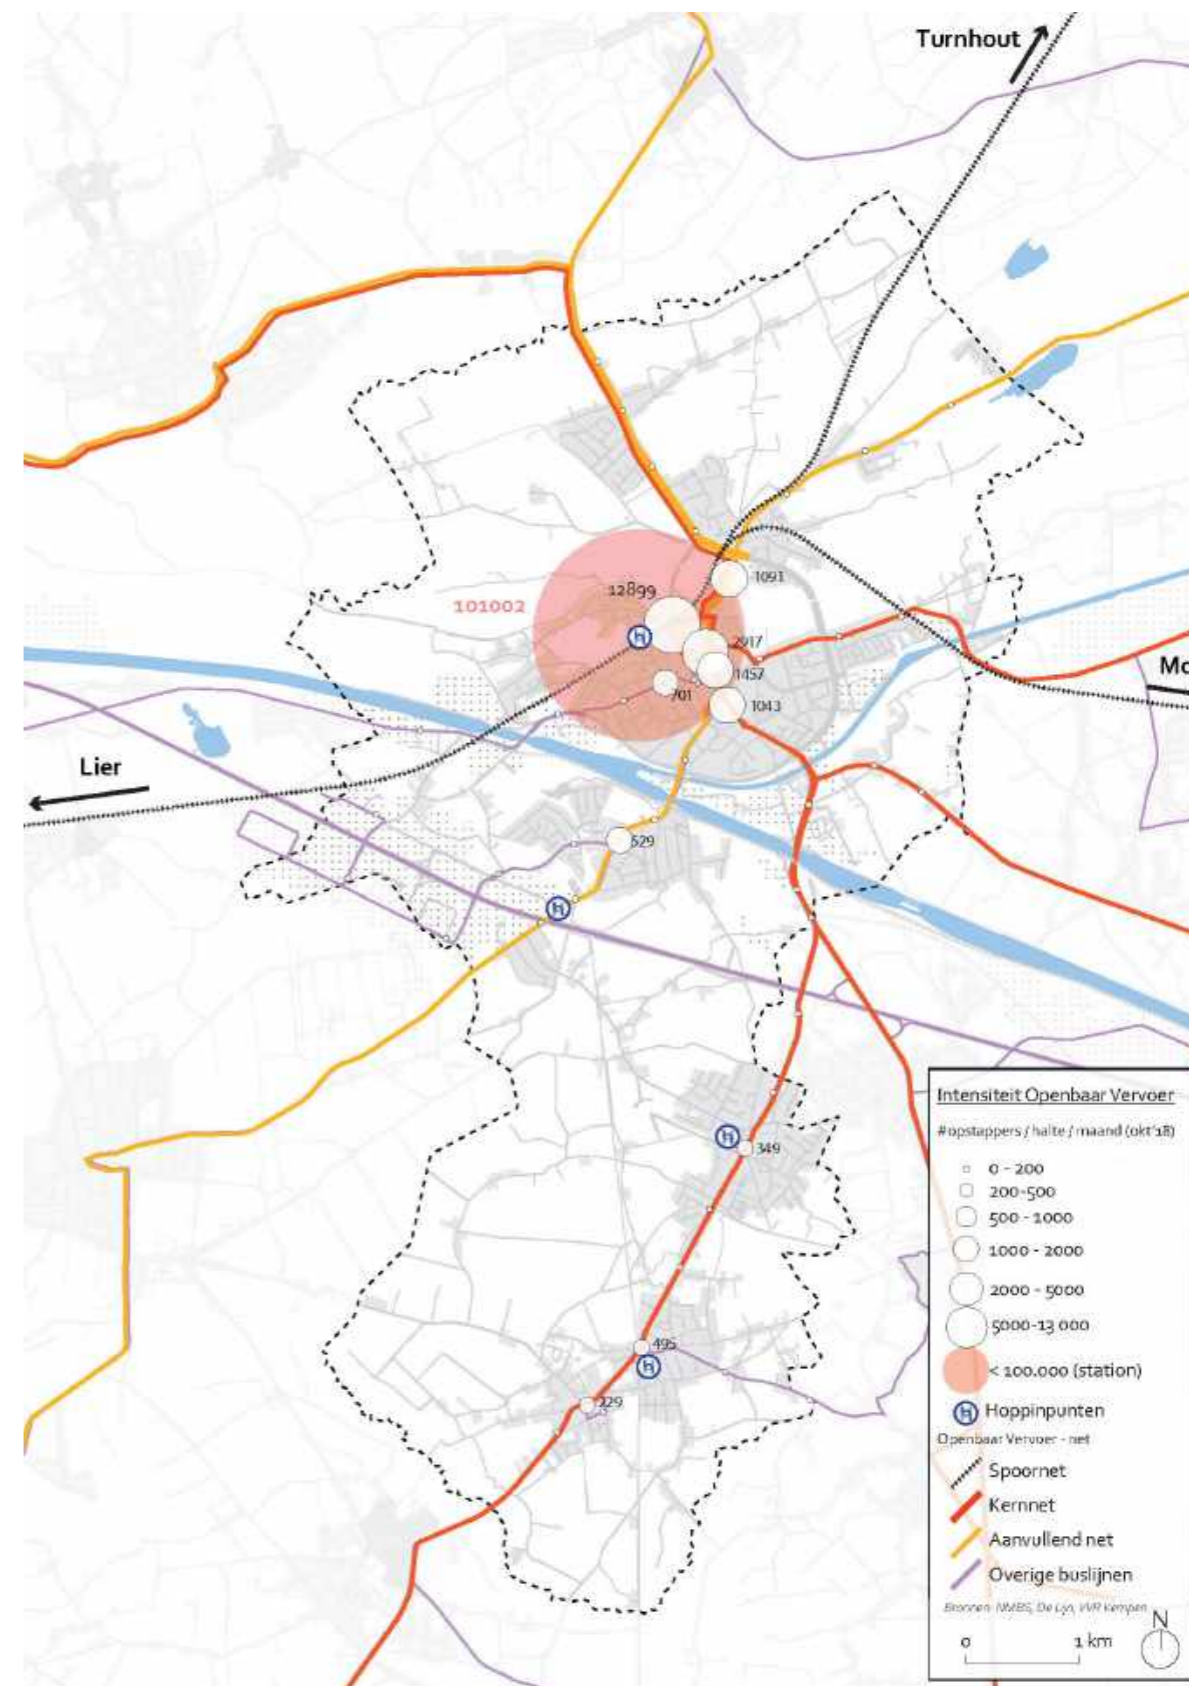 Turnhout
12899
1091
101002
2917
Mo
1457
701
1043
Lier
529
349
495
229
Intensiteit Openbaar Vervoer
#opstappers / halte / maand (okt'18)
0 - 200
200-500
500 - 1000
1000 - 2000
2000 - 5000
5000-13 000
< 100.000 (station)
Hoppinpunten
Openbaar Vervoer - net
Spoornet
Kernnet
Aanvullend net
Overige buslijnen
Bronnen: NMBS, De Lijn, VVR Kempen
N
0 1 km